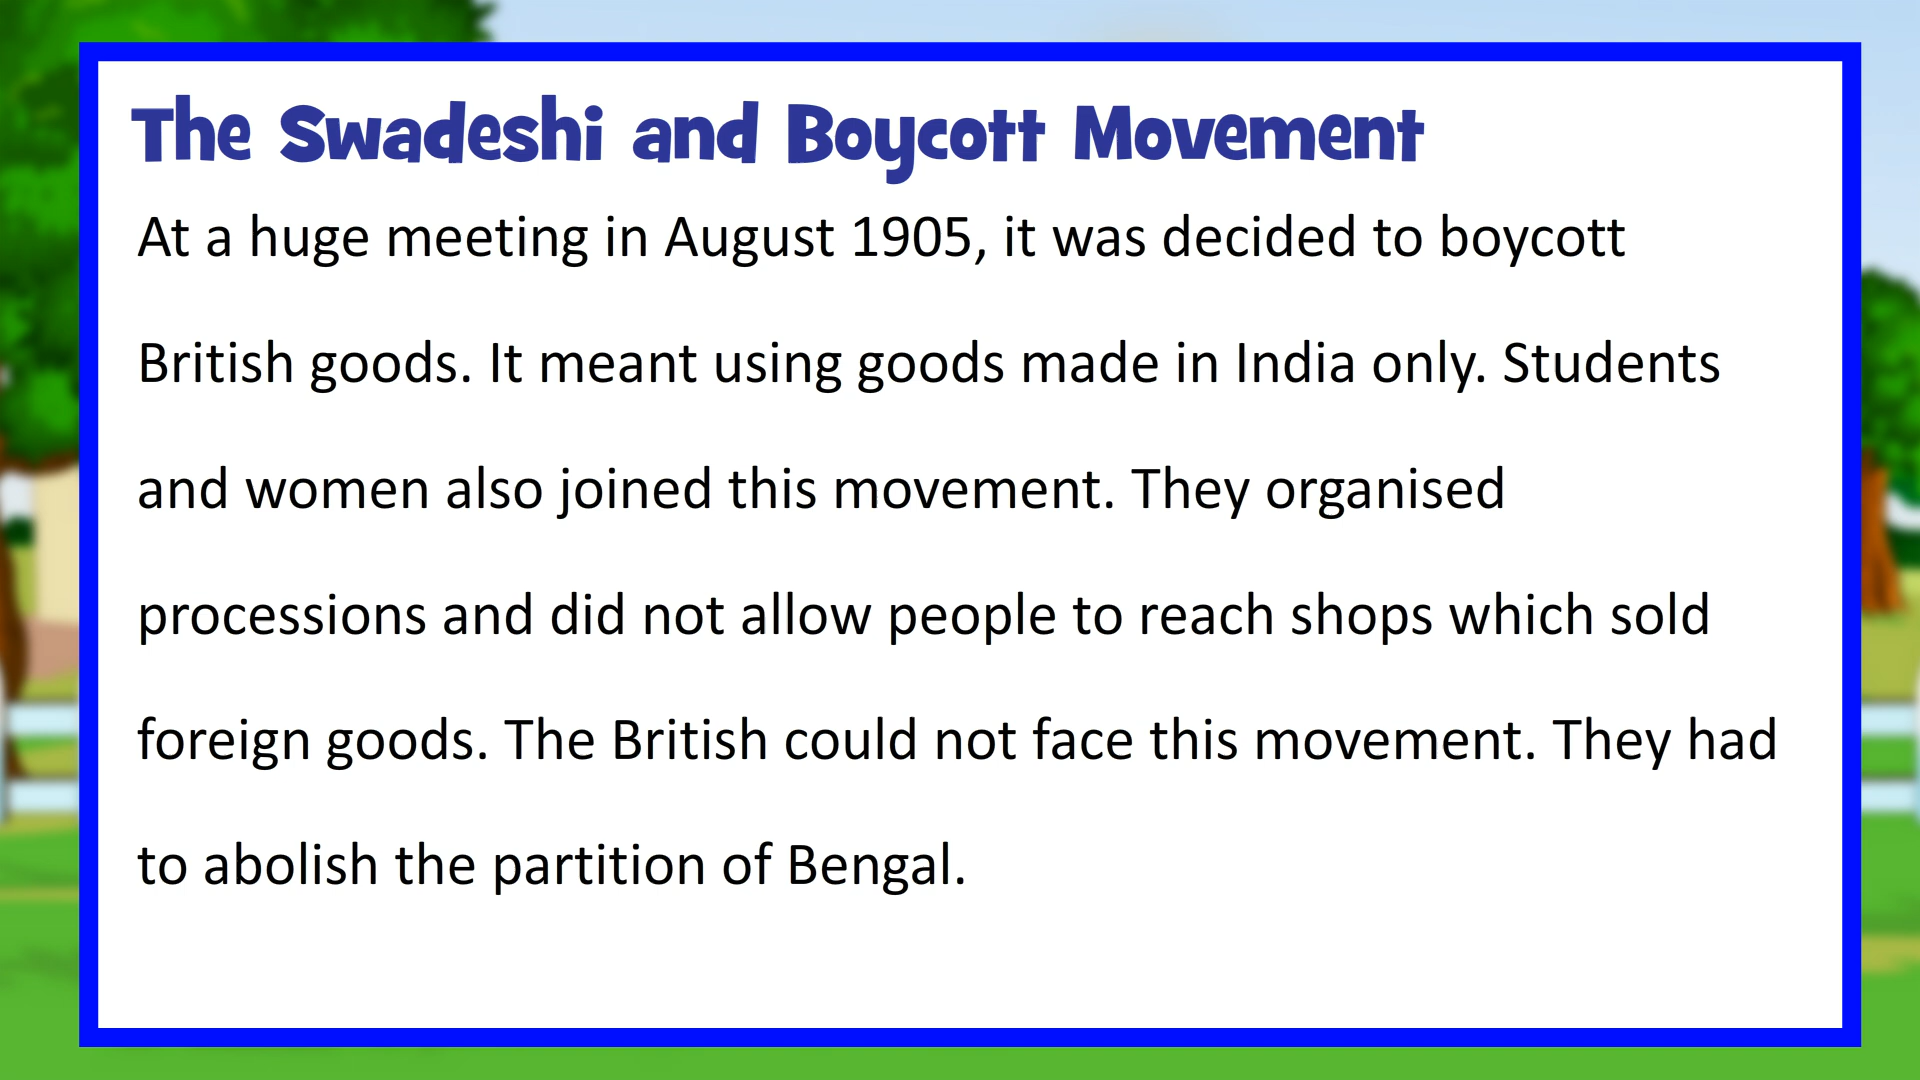 The Swadeshi and Boycott Movement
At a huge meeting in August 1905, it was decided to boycott
British goods. It meant using goods made in India only. Students
and women also joined this movement. They organised
processions and did not allow people to reach shops which sold
foreign goods. The British could not face this movement. They had
to abolish the partition of Bengal.